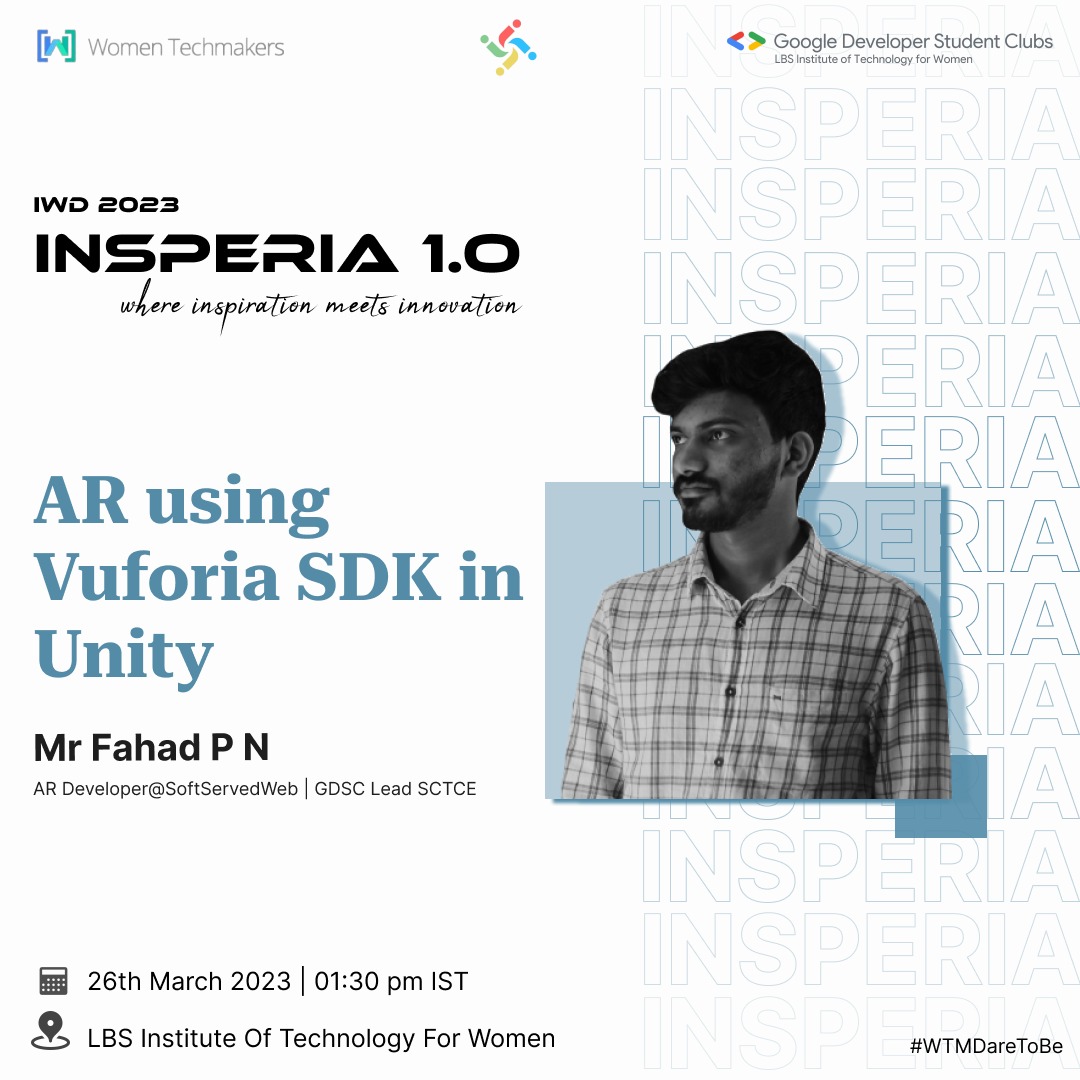 Women Techmakers
Google Developer Student Clubs
LBS Institute of Technology for Women
IWD 2023
INSPERIA 1.0
where inspiration meets innovation
AR using
Vuforia SDK in
Unity
Mr Fahad P N
AR Developer@SoftServedWeb | GDSC Lead SCTCE
26th March 2023 | 01:30 pm IST
LBS Institute Of Technology For Women
#WTMDareToBe
INSPERIA
INSPERIA
INSPERIA
INSPERIA
INSPERIA
INSPERIA
INSPERIA
INSPERIA
INSPERIA
INSPERIA
INSPERIA
INSPERIA
INSPERIA